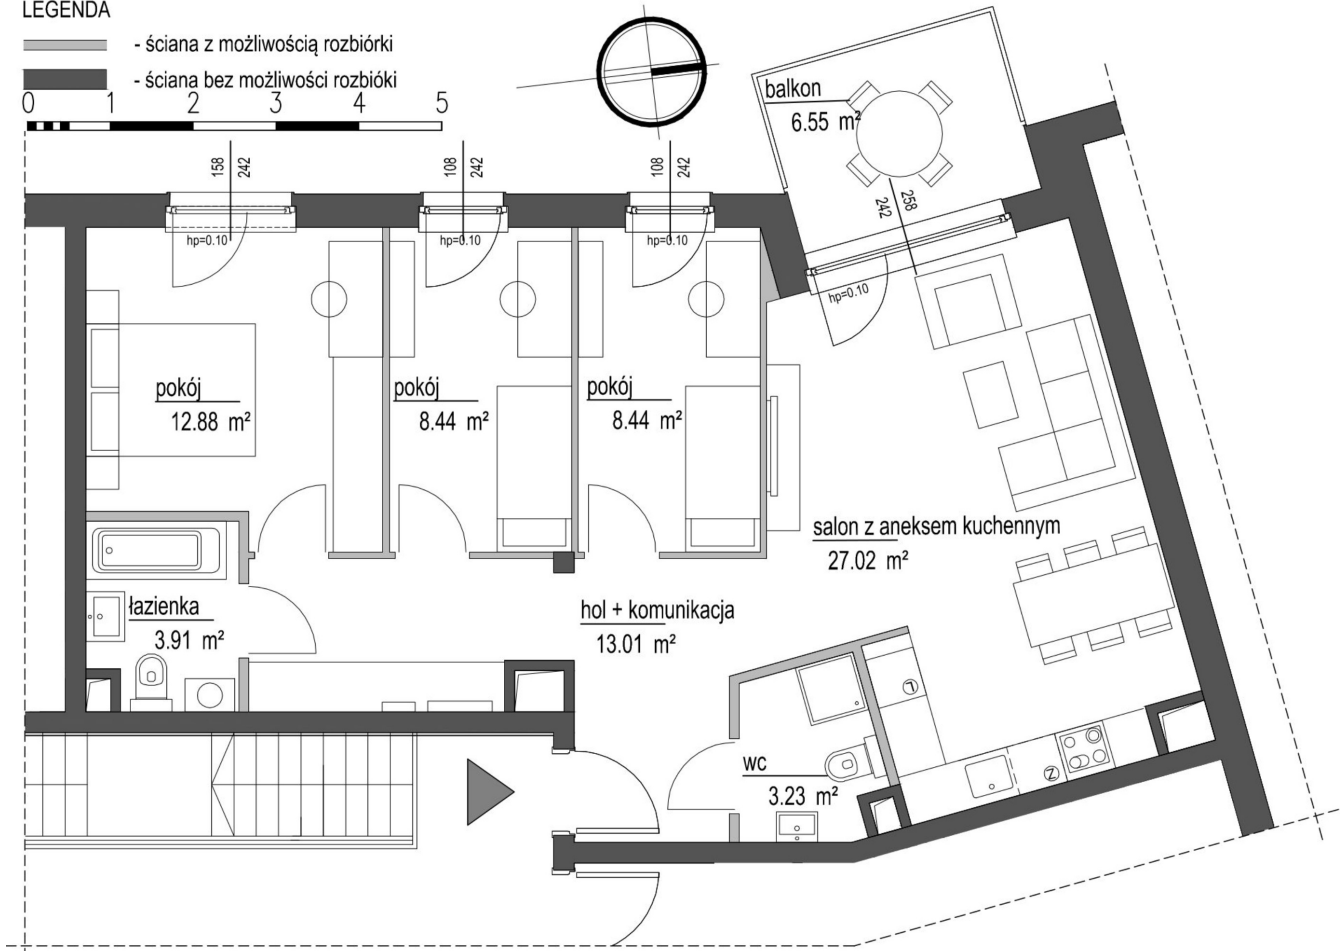 LEGENDA
- ściana z możliwością rozbiórki
- ściana bez możliwości rozbióki
0 1 2 3 4 5
balkon
6.55 m²
158
242
108
242
108
242
258
242
hp=0.10
hp=0.10
hp=0.10
hp=0.10
pokój
12.88 m²
pokój
8.44 m²
pokój
8.44 m²
salon z aneksem kuchennym
27.02 m²
łazienka
3.91 m²
hol + komunikacja
13.01 m²
wc
3.23 m²
L
Z